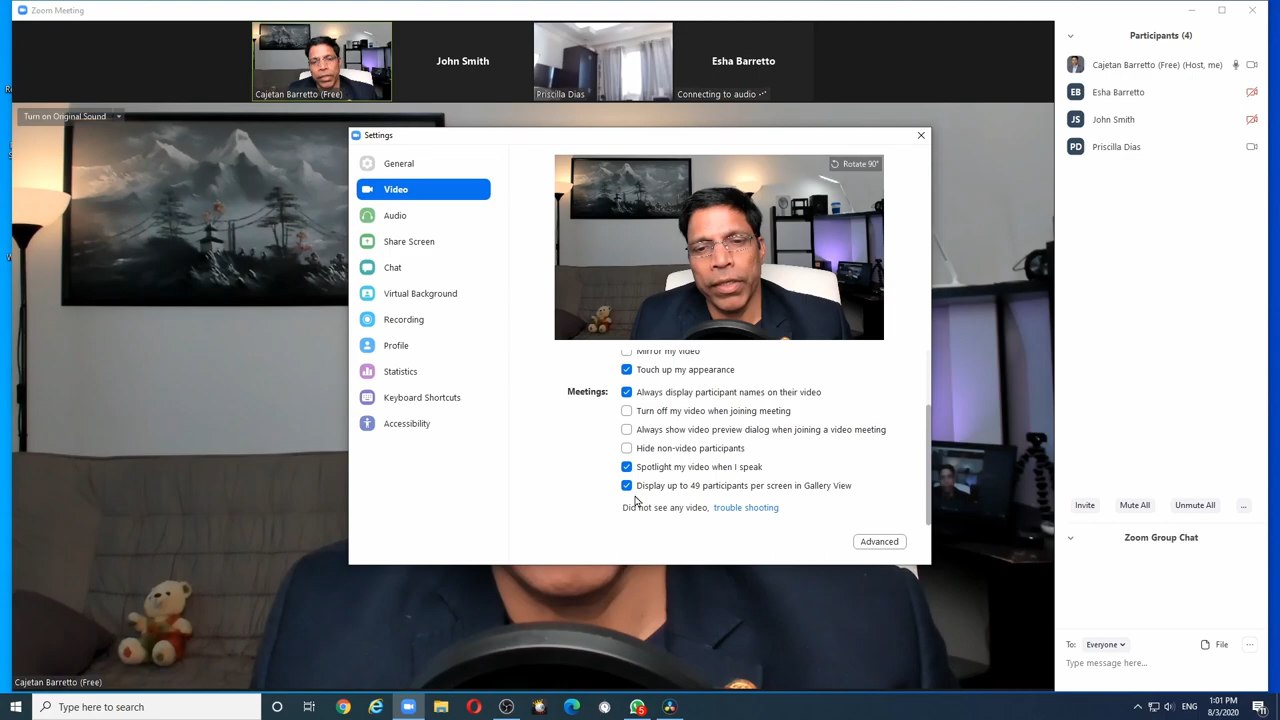 Zoom Meeting
John Smith
Esha Barretto
Cajetan Barretto (Free)
Priscilla Dias
Connecting to audio
Turn on Original Sound
Participants (4)
Cajetan Barretto (Free) (Host, me)
EB Esha Barretto
JS John Smith
PD Priscilla Dias
Settings
General
Video
Audio
Share Screen
Chat
Virtual Background
Recording
Profile
Statistics
Keyboard Shortcuts
Accessibility
Rotate 90°
Mirror my video
Touch up my appearance
Meetings:
Always display participant names on their video
Turn off my video when joining meeting
Always show video preview dialog when joining a video meeting
Hide non-video participants
Spotlight my video when I speak
Display up to 49 participants per screen in Gallery View
Did not see any video, trouble shooting
Advanced
Invite Mute All Unmute All ...
Zoom Group Chat
To: Everyone File ...
Type message here...
Cajetan Barretto (Free)
Type here to search
5
ENG
1:01 PM
8/3/2020